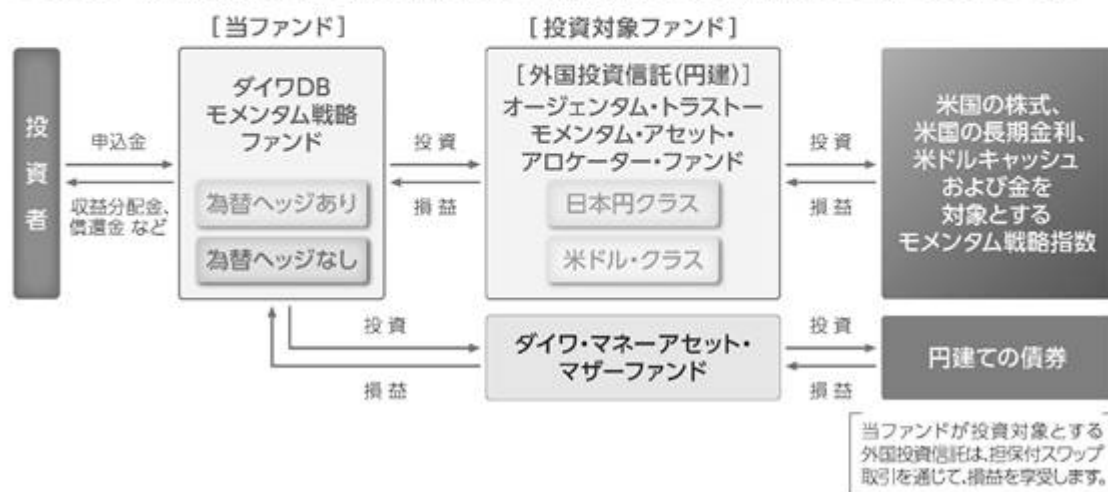 [当ファンド]
[投資対象ファンド]
投資者
申込金
収益分配金、
償還金 など
ダイワDB
モメンタム戦略
ファンド
為替ヘッジあり
為替ヘッジなし
投資
損益
[外国投資信託(円建)]
オージェンタム・トラスト－
モメンタム・アセット・
アロケーター・ファンド
日本円クラス
米ドル・クラス
投資
損益
米国の株式、
米国の長期金利、
米ドルキャッシュ
および金を
対象とする
モメンタム戦略指数
投資
損益
ダイワ・マネーアセット・
マザーファンド
投資
損益
円建ての債券
当ファンドが投資対象とする
外国投資信託は、担保付スワップ
取引を通じて、損益を享受します。